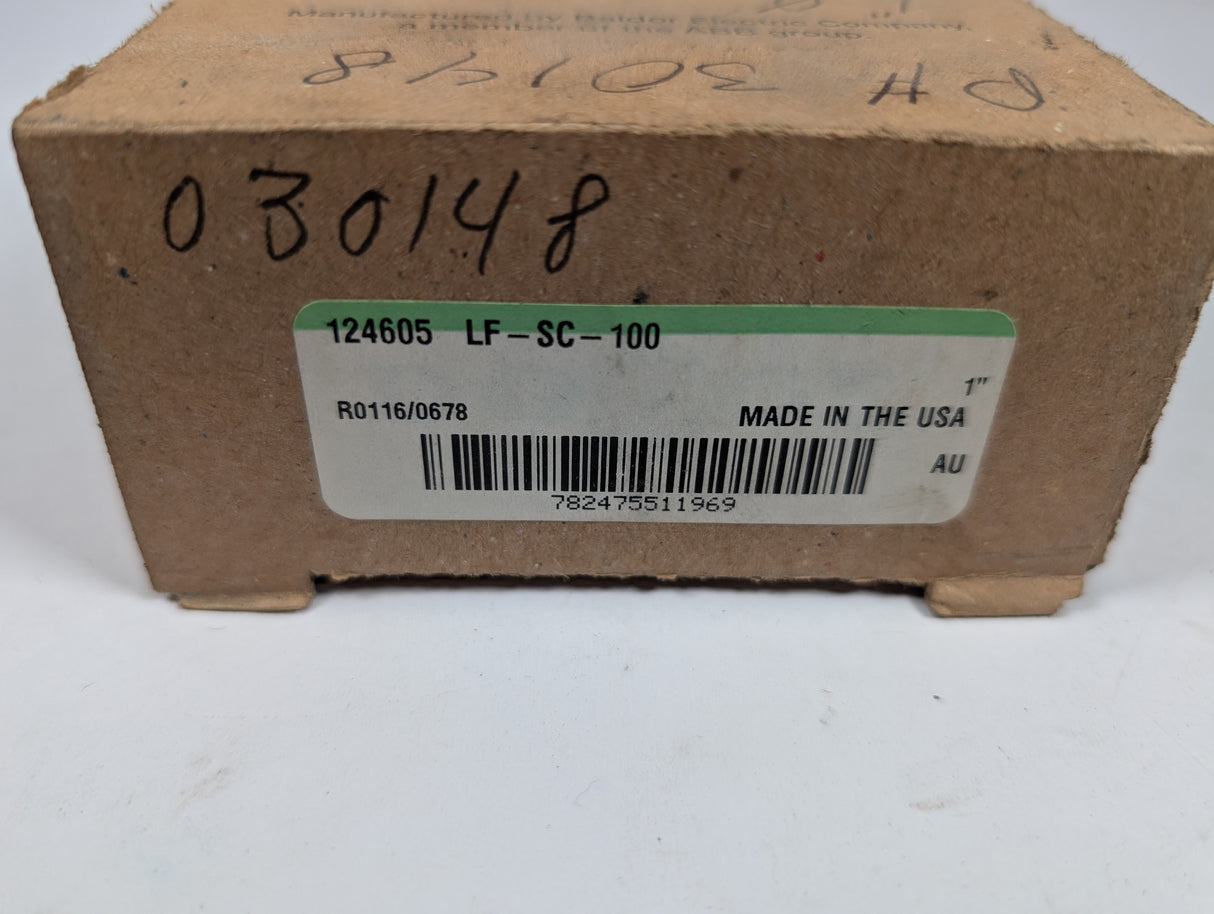 Manufactured by Baldor Electric Company,
a member of the ABB group.
PH 30148
030148
124605 LF-SC-100
1"
R0116/0678 MADE IN THE USA
AU
782475511969